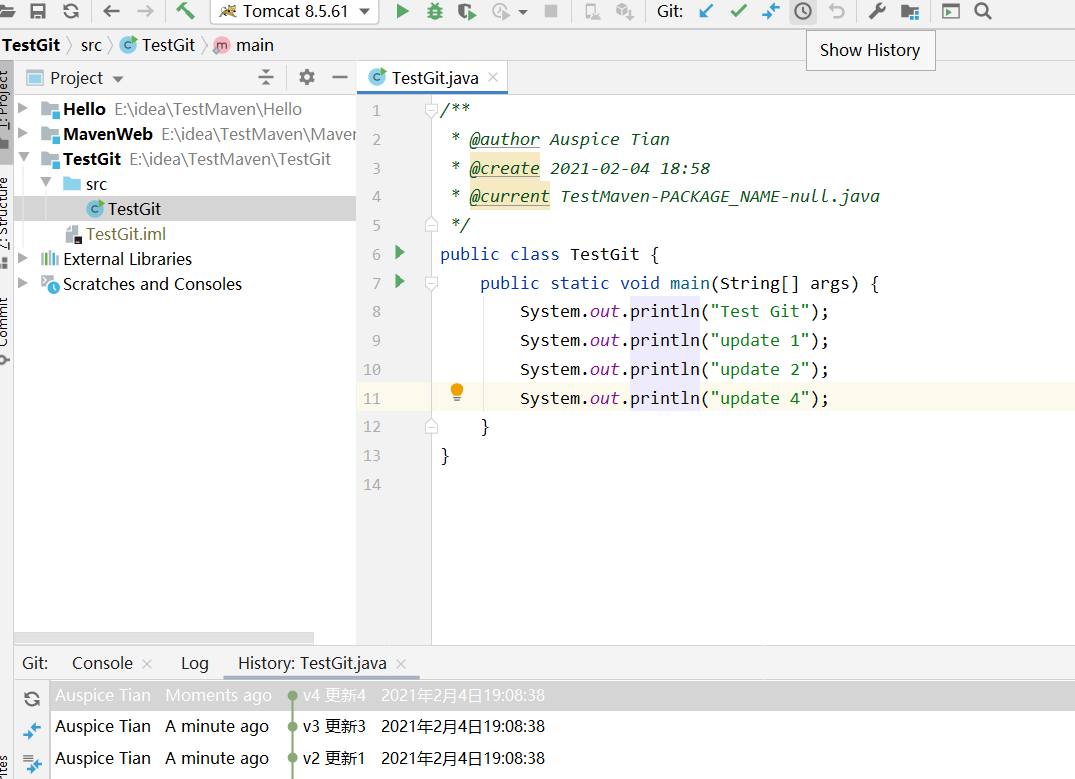 Tomcat 8.5.61 Git:
TestGit src TestGit main
Show History
1: Project
Project
TestGit.java
Hello E:\idea\TestMaven\Hello
MavenWeb E:\idea\TestMaven\Maven
TestGit E:\idea\TestMaven\TestGit
src
TestGit
TestGit.iml
External Libraries
Scratches and Consoles
Z: Structure
Commit
1 /**
2 * @author Auspice Tian
3 * @create 2021-02-04 18:58
4 * @current TestMaven-PACKAGE_NAME-null.java
5 */
6 public class TestGit {
7 public static void main(String[] args) {
8 System.out.println("Test Git");
9 System.out.println("update 1");
10 System.out.println("update 2");
11 System.out.println("update 4");
12 }
13 }
14
Git: Console Log History: TestGit.java
Auspice Tian Moments ago v4 更新4 2021年2月4日19:08:38
Auspice Tian A minute ago v3 更新3 2021年2月4日19:08:38
Auspice Tian A minute ago v2 更新1 2021年2月4日19:08:38